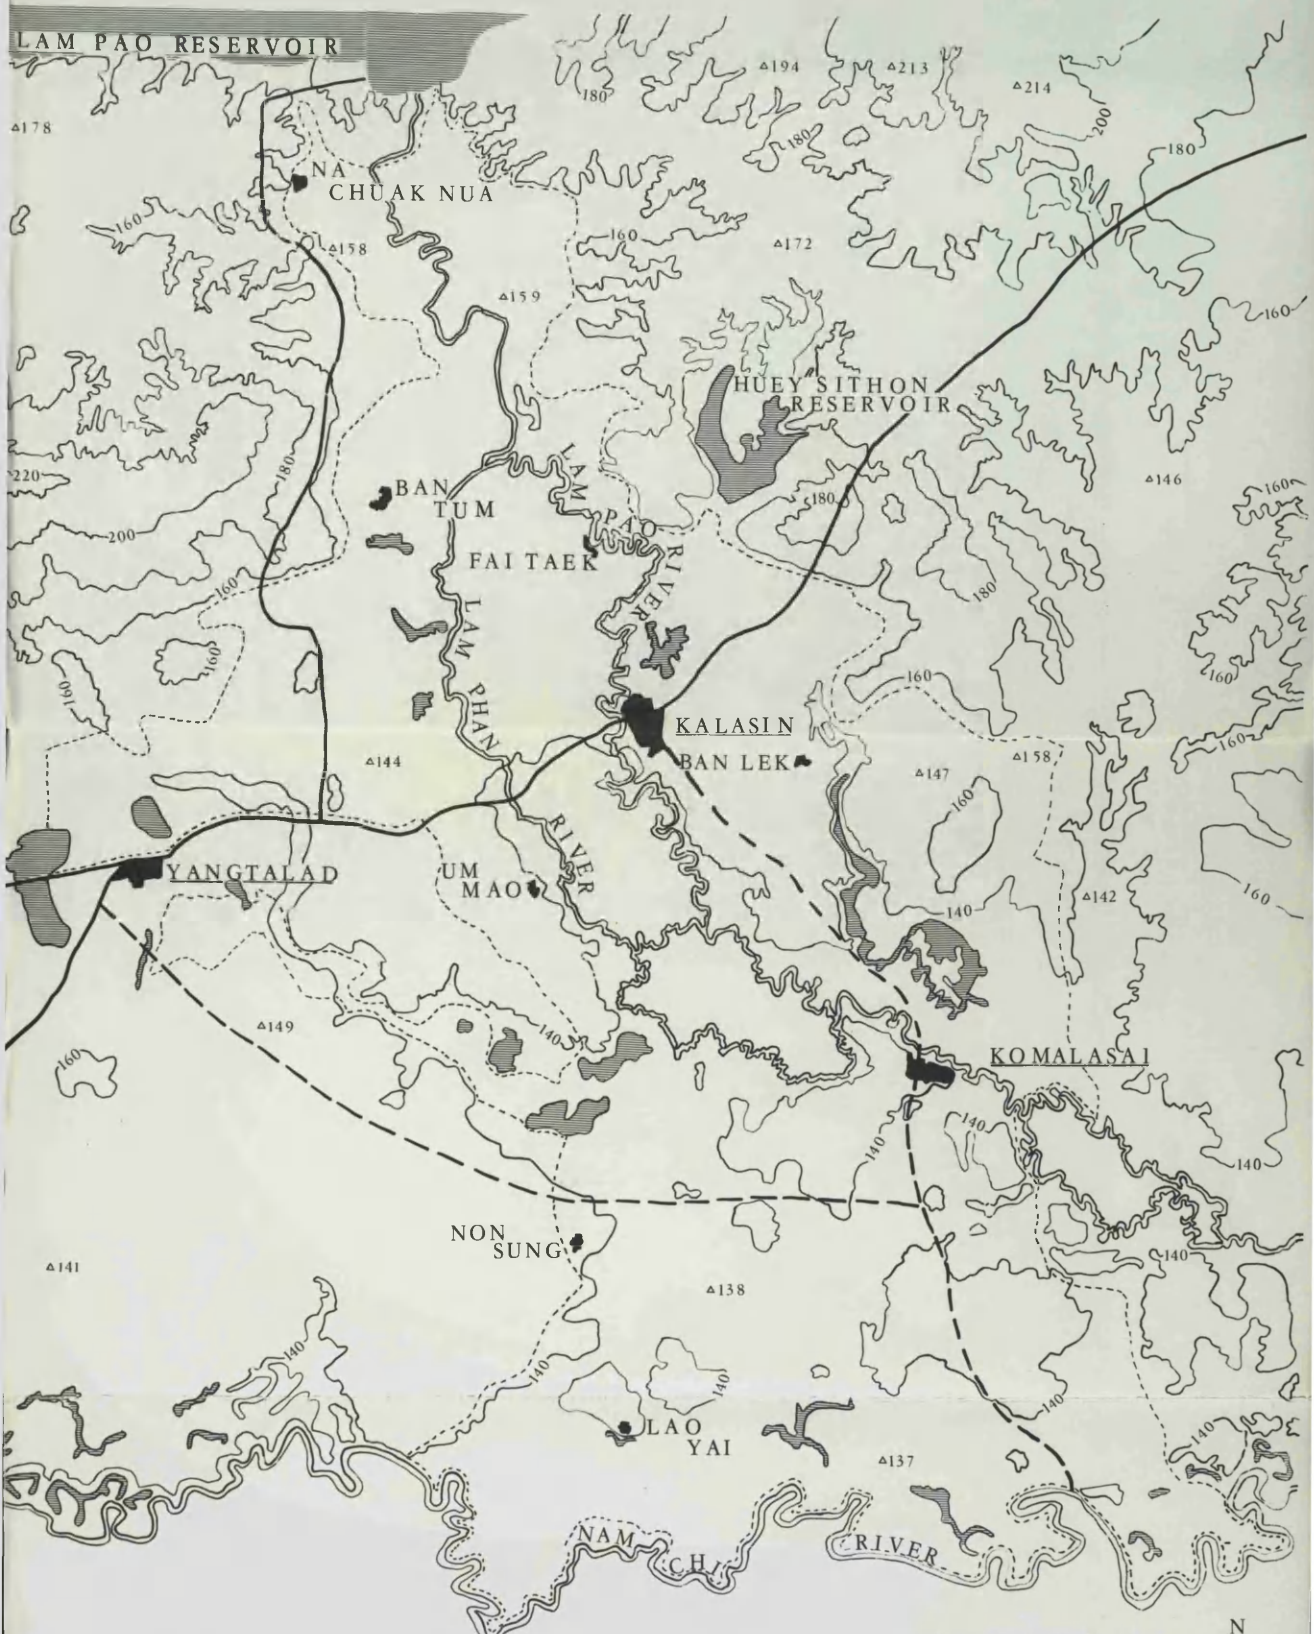 LAM PAO RESERVOIR
△194
△213
△214
180
△178
200
180
180
NA
CHUAK NUA
160
△158
160
△172
△159
160
HUEY SITHON
RESERVOIR
180
220
△146
160
BAN
TUM
LAM PAO RIVER
180
200
FAI TAEK
160
180
LAM PHAN RIVER
160
160
160
160
KALASIN
160
BAN LEK
△144
△147
△158
160
160
YANGTALAD
UM
MAO
140
△142
△149
140
160
KOMALASAI
140
140
140
NON
SUNG
140
△141
△138
140
140
140
140
LAO
YAI
140
△137
NAM CHI RIVER
N